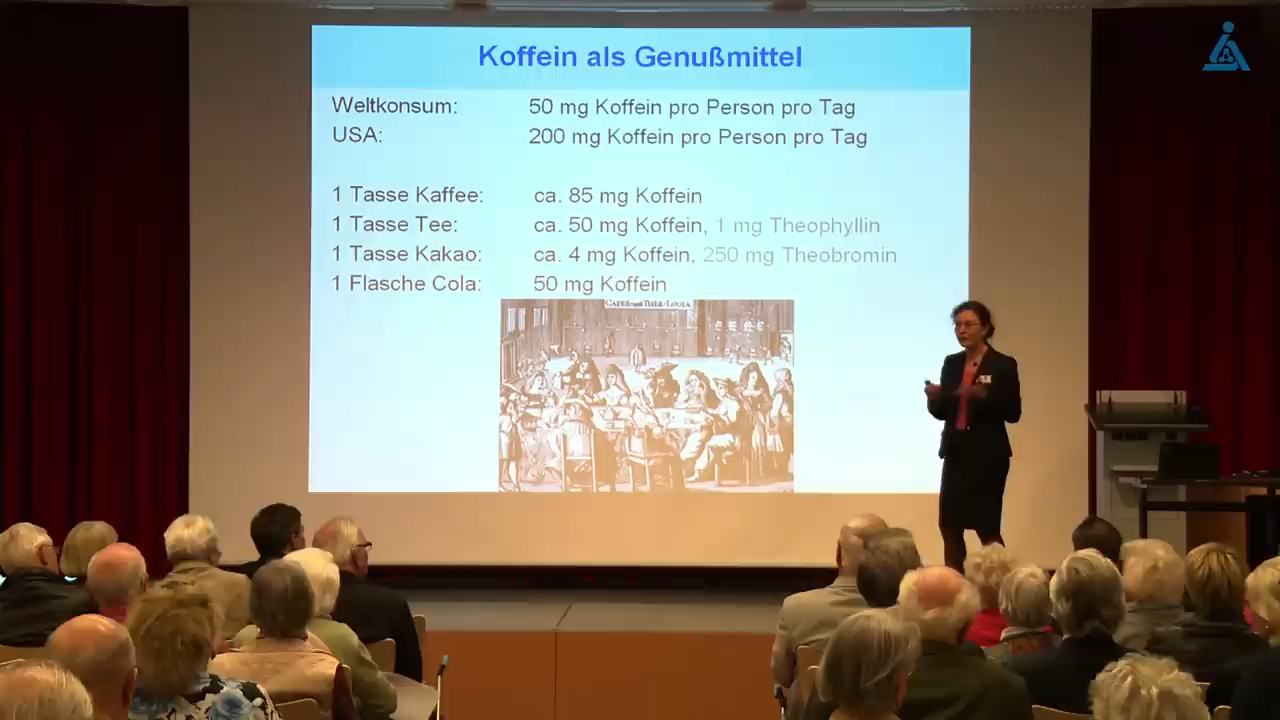 Koffein als Genußmittel
Weltkonsum: 50 mg Koffein pro Person pro Tag
USA: 200 mg Koffein pro Person pro Tag
1 Tasse Kaffee: ca. 85 mg Koffein
1 Tasse Tee: ca. 50 mg Koffein, 1 mg Theophyllin
1 Tasse Kakao: ca. 4 mg Koffein, 250 mg Theobromin
1 Flasche Cola: 50 mg Koffein